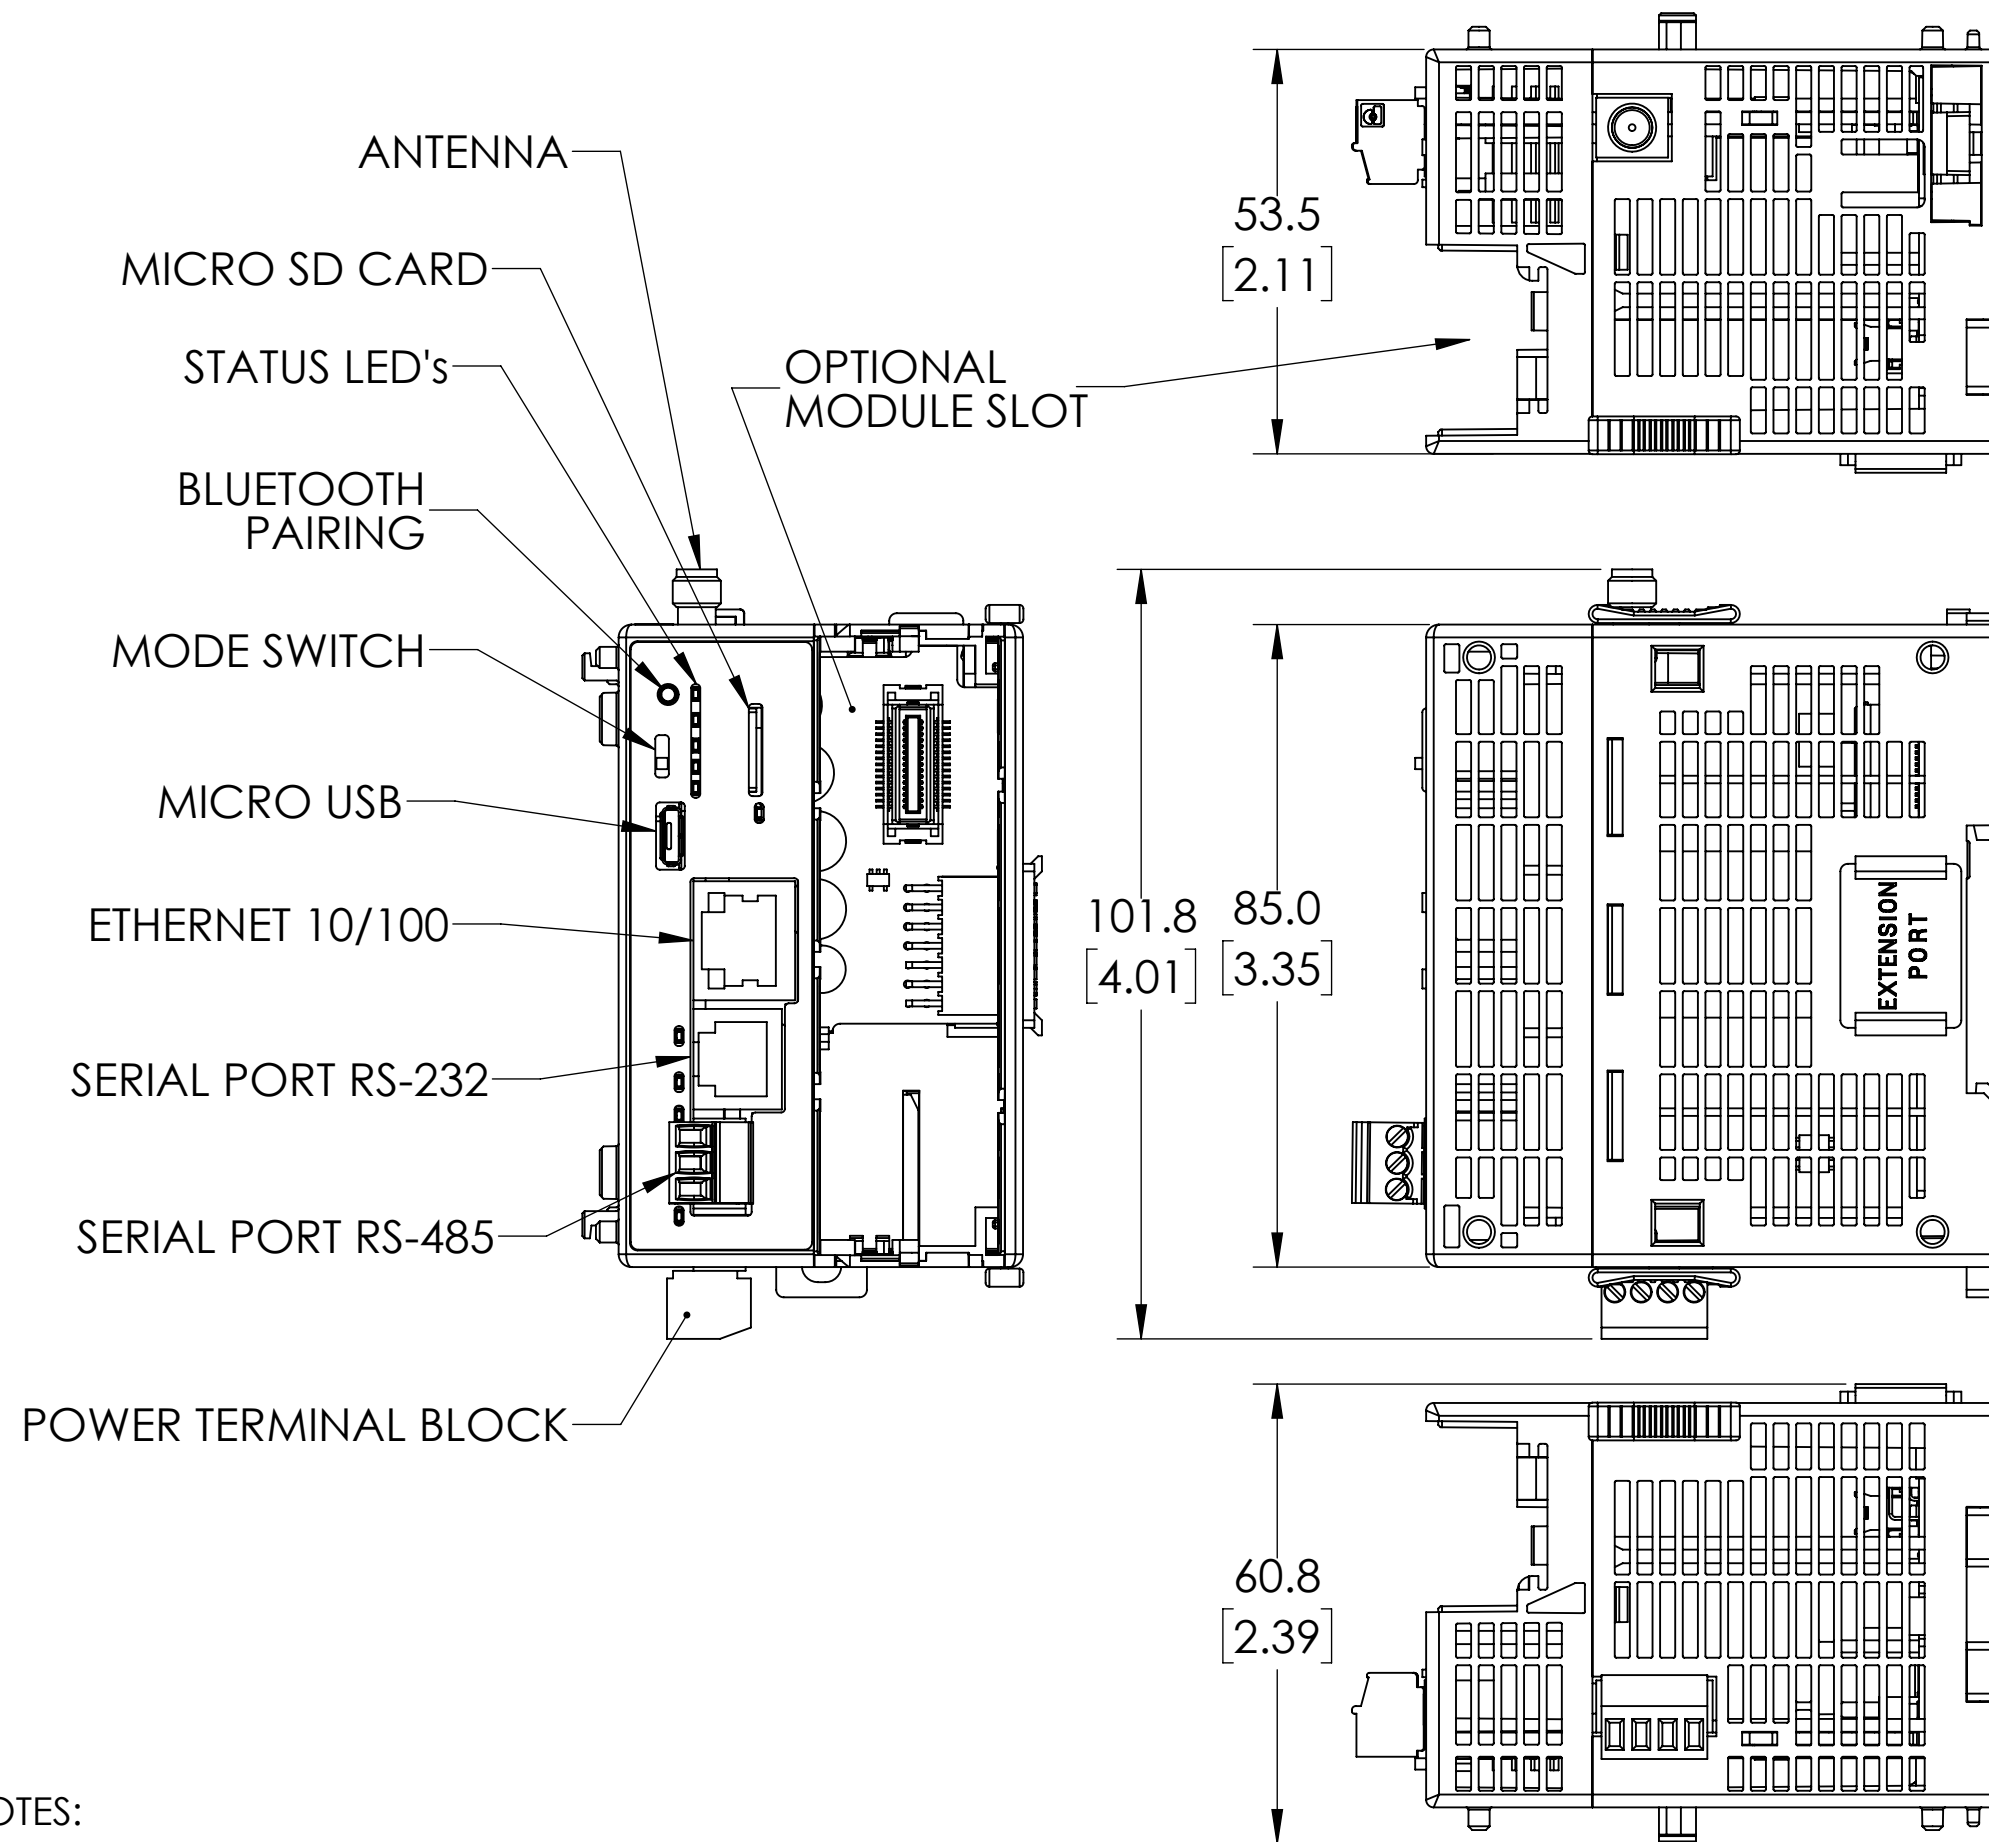 ANTENNA
MICRO SD CARD
STATUS LED's
BLUETOOTH
PAIRING
MODE SWITCH
MICRO USB
ETHERNET 10/100
SERIAL PORT RS-232
SERIAL PORT RS-485
POWER TERMINAL BLOCK
OPTIONAL
MODULE SLOT
53.5
[2.11]
101.8
[4.01]
85.0
[3.35]
EXTENSION
PORT
60.8
[2.39]
OTES: